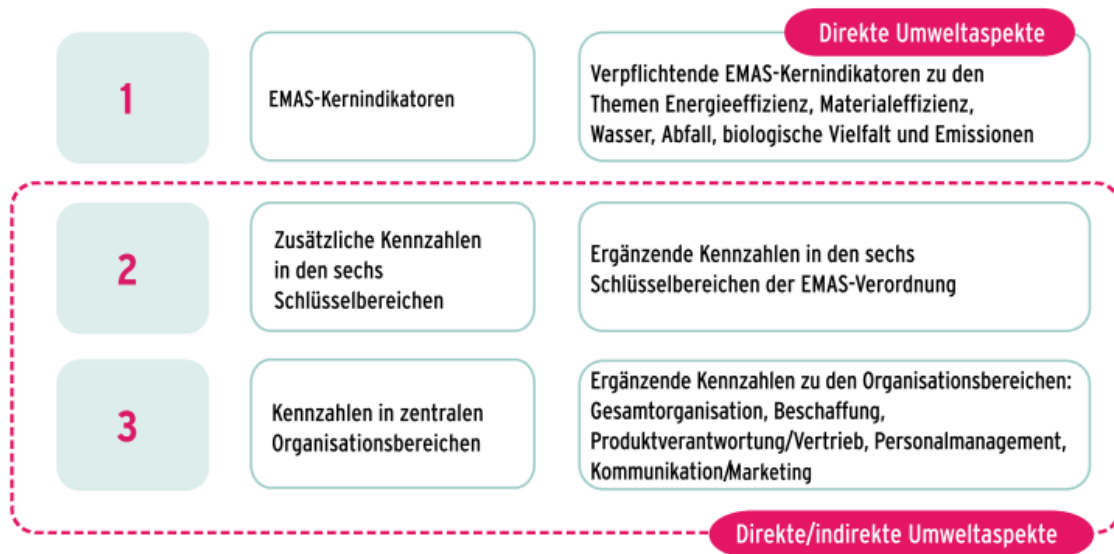 Direkte Umweltaspekte
1
EMAS-Kernindikatoren
Verpflichtende EMAS-Kernindikatoren zu den
Themen Energieeffizienz, Materialeffizienz,
Wasser, Abfall, biologische Vielfalt und Emissionen
2
Zusätzliche Kennzahlen
in den sechs
Schlüsselbereichen
Ergänzende Kennzahlen in den sechs
Schlüsselbereichen der EMAS-Verordnung
3
Kennzahlen in zentralen
Organisationsbereichen
Ergänzende Kennzahlen zu den Organisationsbereichen:
Gesamtorganisation, Beschaffung,
Produktverantwortung/Vertrieb, Personalmanagement,
Kommunikation/Marketing
Direkte/indirekte Umweltaspekte